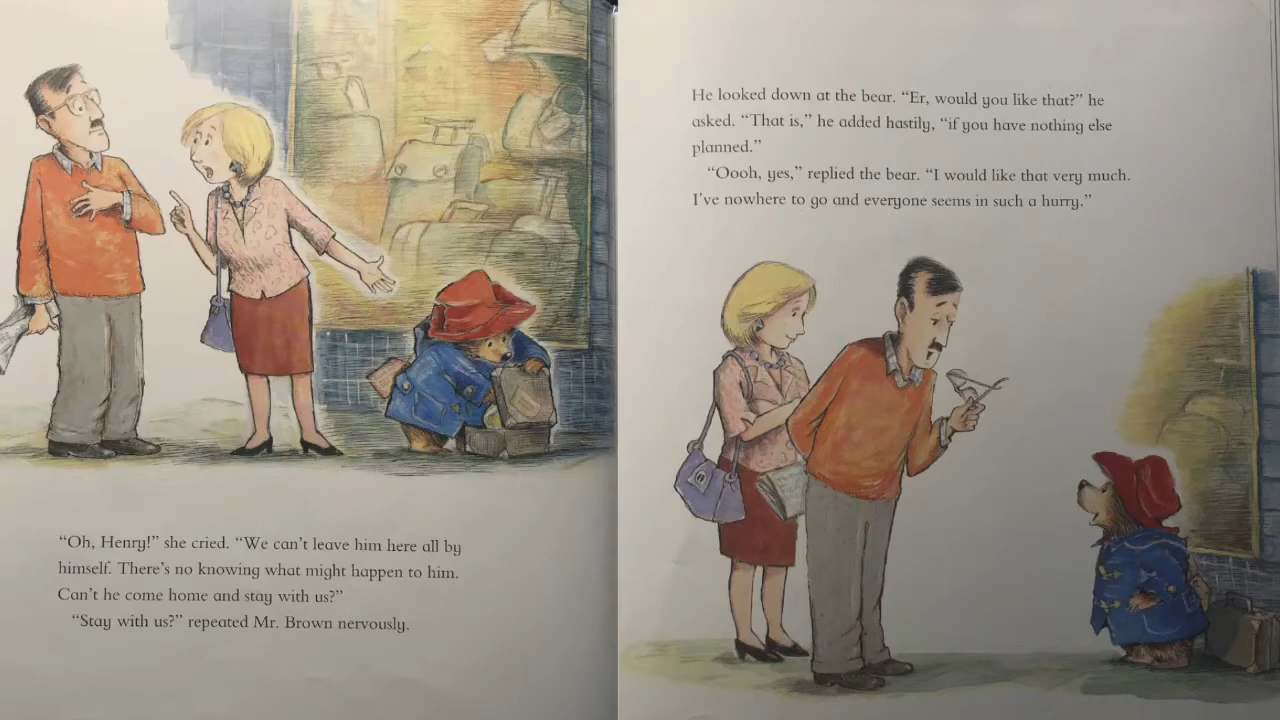 “Oh, Henry!” she cried. “We can’t leave him here all by
himself. There’s no knowing what might happen to him.
Can’t he come home and stay with us?”
“Stay with us?” repeated Mr. Brown nervously.
He looked down at the bear. “Er, would you like that?” he
asked. “That is,” he added hastily, “if you have nothing else
planned.”
“Oooh, yes,” replied the bear. “I would like that very much.
I’ve nowhere to go and everyone seems in such a hurry.”